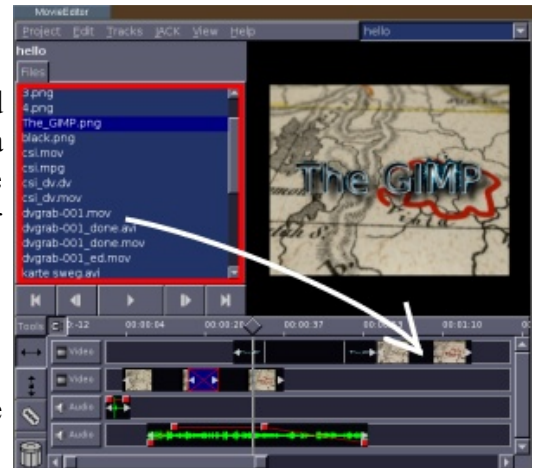 MovieEditor
Project Edit Tracks JACK View Help hello
hello
Files
3.png
4.png
The_GIMP.png
black.png
csi.mov
csi.mpg
csi_dv.dv
csi_dv.mov
dvgrab-001.mov
dvgrab-001_done.avi
dvgrab-001_done.mov
dvgrab-001_ed.mov
karte sweg.avi
The GIMP
Tools 00:00:04 00:00:20 00:00:37 00:01:10
Video
Video
Audio
Audio